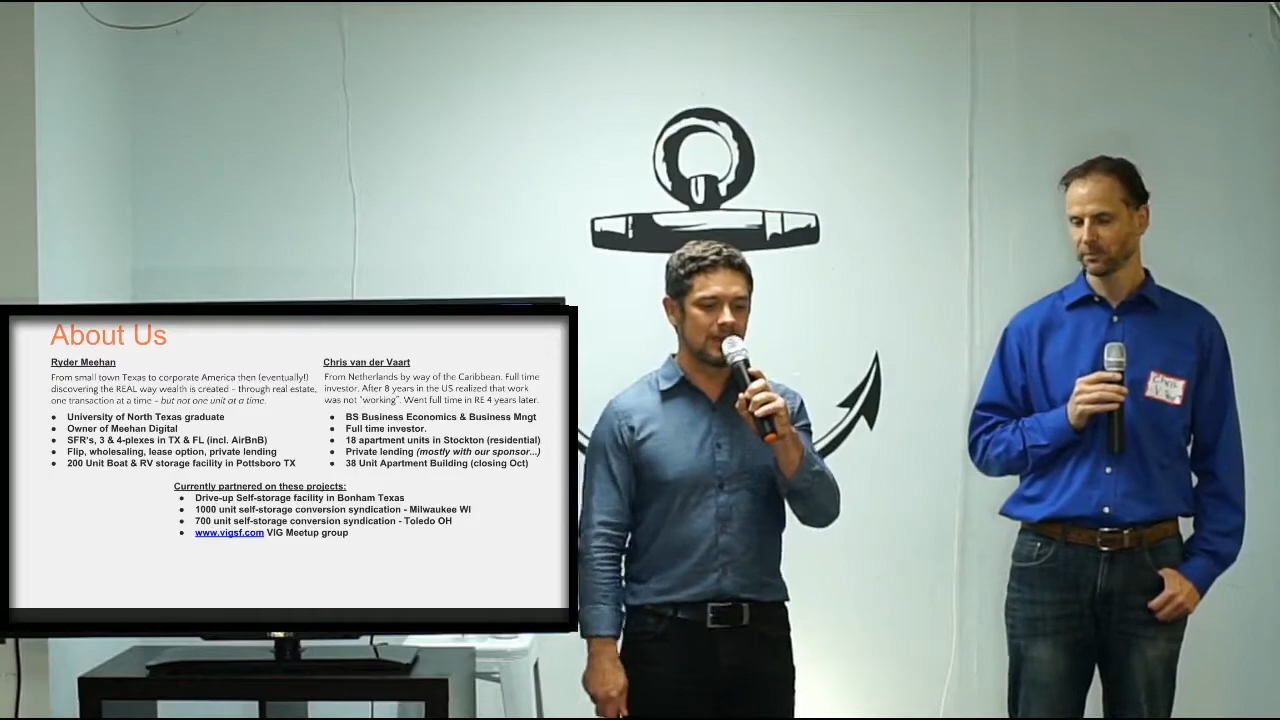 About Us
Ryder Meehan
From small town Texas to corporate America then (eventually!)
discovering the REAL way wealth is created - through real estate,
one transaction at a time - but not one unit at a time.
● University of North Texas graduate
● Owner of Meehan Digital
● SFR's, 3 & 4-plexes in TX & FL (incl. AirBnB)
● Flip, wholesaling, lease option, private lending
● 200 Unit Boat & RV storage facility in Pottsboro TX
Chris van der Vaart
From Netherlands by way of the Caribbean. Full time
investor. After 8 years in the US realized that work
was not "working". Went full time in RE 4 years later.
● BS Business Economics & Business Mngt
● Full time investor.
● 18 apartment units in Stockton (residential)
● Private lending (mostly with our sponsor...)
● 38 Unit Apartment Building (closing Oct)
Currently partnered on these projects:
● Drive-up Self-storage facility in Bonham Texas
● 1000 unit self-storage conversion syndication - Milwaukee WI
● 700 unit self-storage conversion syndication - Toledo OH
● www.vigsf.com VIG Meetup group
Chris